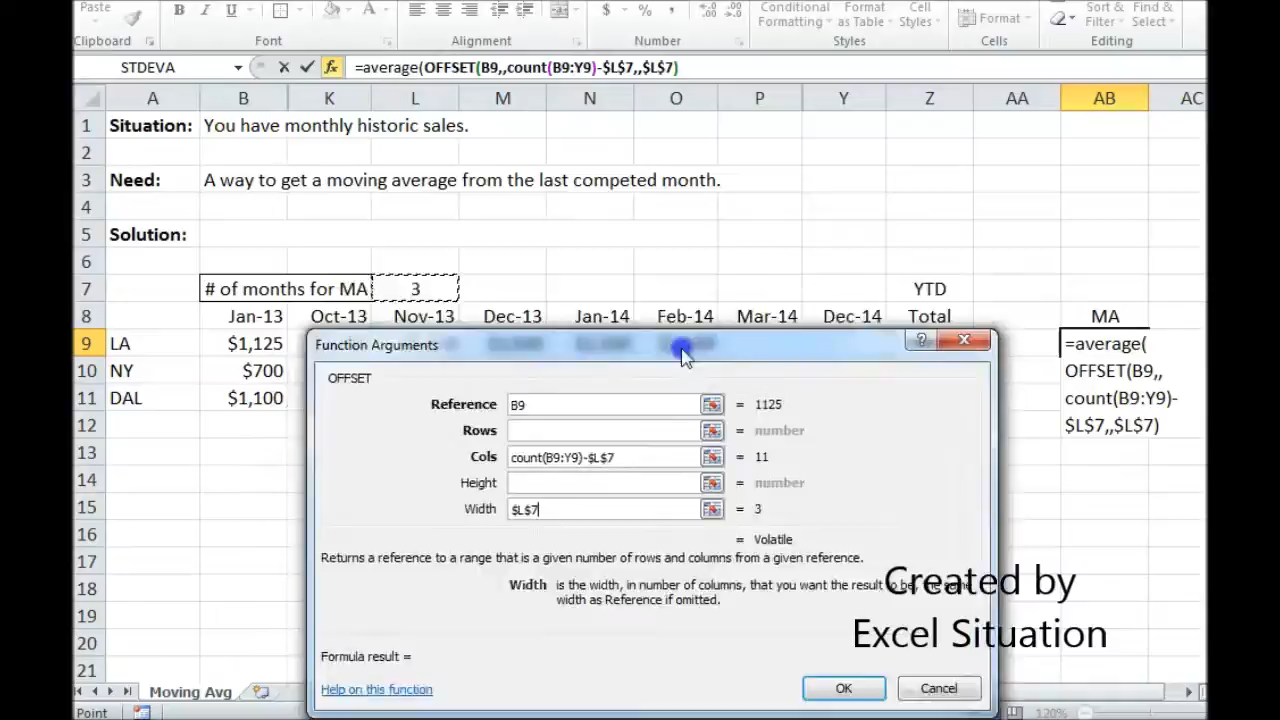 Paste
B I U
A
$ % ,
Conditional Format Cell
Formatting as Table Styles
Format
Sort & Find &
Filter Select
Clipboard Font Alignment Number Styles Cells Editing
STDEVA fx =average(OFFSET(B9,,count(B9:Y9)-$L$7,,$L$7)
A B K L M N O P Y Z AA AB AC
1 Situation: You have monthly historic sales.
2
3 Need: A way to get a moving average from the last competed month.
4
5 Solution:
6
7 # of months for MA 3 YTD
8 Jan-13 Oct-13 Nov-13 Dec-13 Jan-14 Feb-14 Mar-14 Dec-14 Total MA
9 LA $1,125 =average(
10 NY $700 OFFSET(B9,,
11 DAL $1,100 count(B9:Y9)-
12 $L$7,,$L$7)
13
14
15
16
17
18
19
20
21
Function Arguments
OFFSET
Reference B9 = 1125
Rows = number
Cols count(B9:Y9)-$L$7 = 11
Height = number
Width $L$7 = 3
= Volatile
Returns a reference to a range that is a given number of rows and columns from a given reference.
Width is the width, in number of columns, that you want the result to be, the same
width as Reference if omitted.
Formula result =
Help on this function
OK Cancel
Created by
Excel Situation
Moving Avg
Point 120%